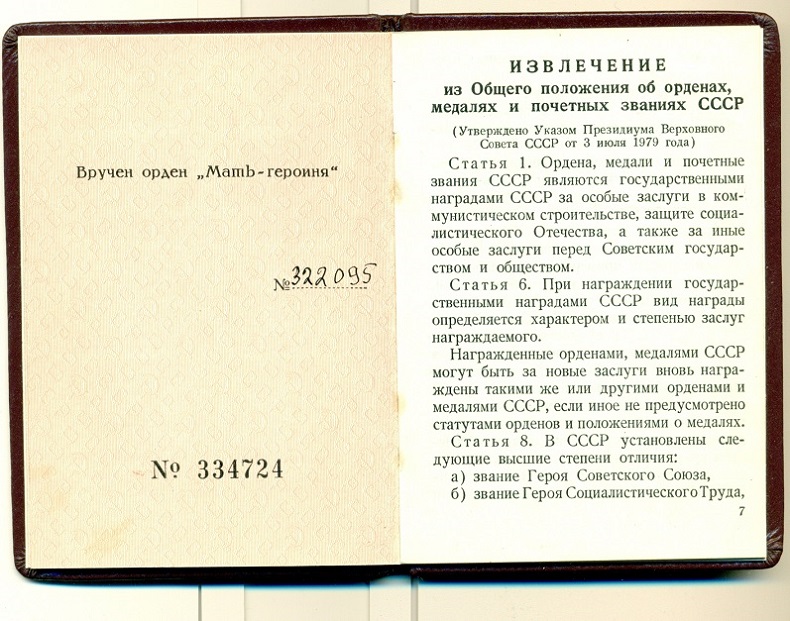 Вручен орден „Мать-героиня“
№ 322095
№ 334724
ИЗВЛЕЧЕНИЕ
из Общего положения об орденах,
медалях и почетных званиях СССР
(Утверждено Указом Президиума Верховного
Совета СССР от 3 июля 1979 года)
Статья 1. Ордена, медали и почетные
звания СССР являются государственными
наградами СССР за особые заслуги в ком-
мунистическом строительстве, защите социа-
листического Отечества, а также за иные
особые заслуги перед Советским государ-
ством и обществом.
Статья 6. При награждении государ-
ственными наградами СССР вид награды
определяется характером и степенью заслуг
награждаемого.
Награжденные орденами, медалями СССР
могут быть за новые заслуги вновь награ-
ждены такими же или другими орденами и
медалями СССР, если иное не предусмотрено
статутами орденов и положениями о медалях.
Статья 8. В СССР установлены сле-
дующие высшие степени отличия:
а) звание Героя Советского Союза,
б) звание Героя Социалистического Труда,
7